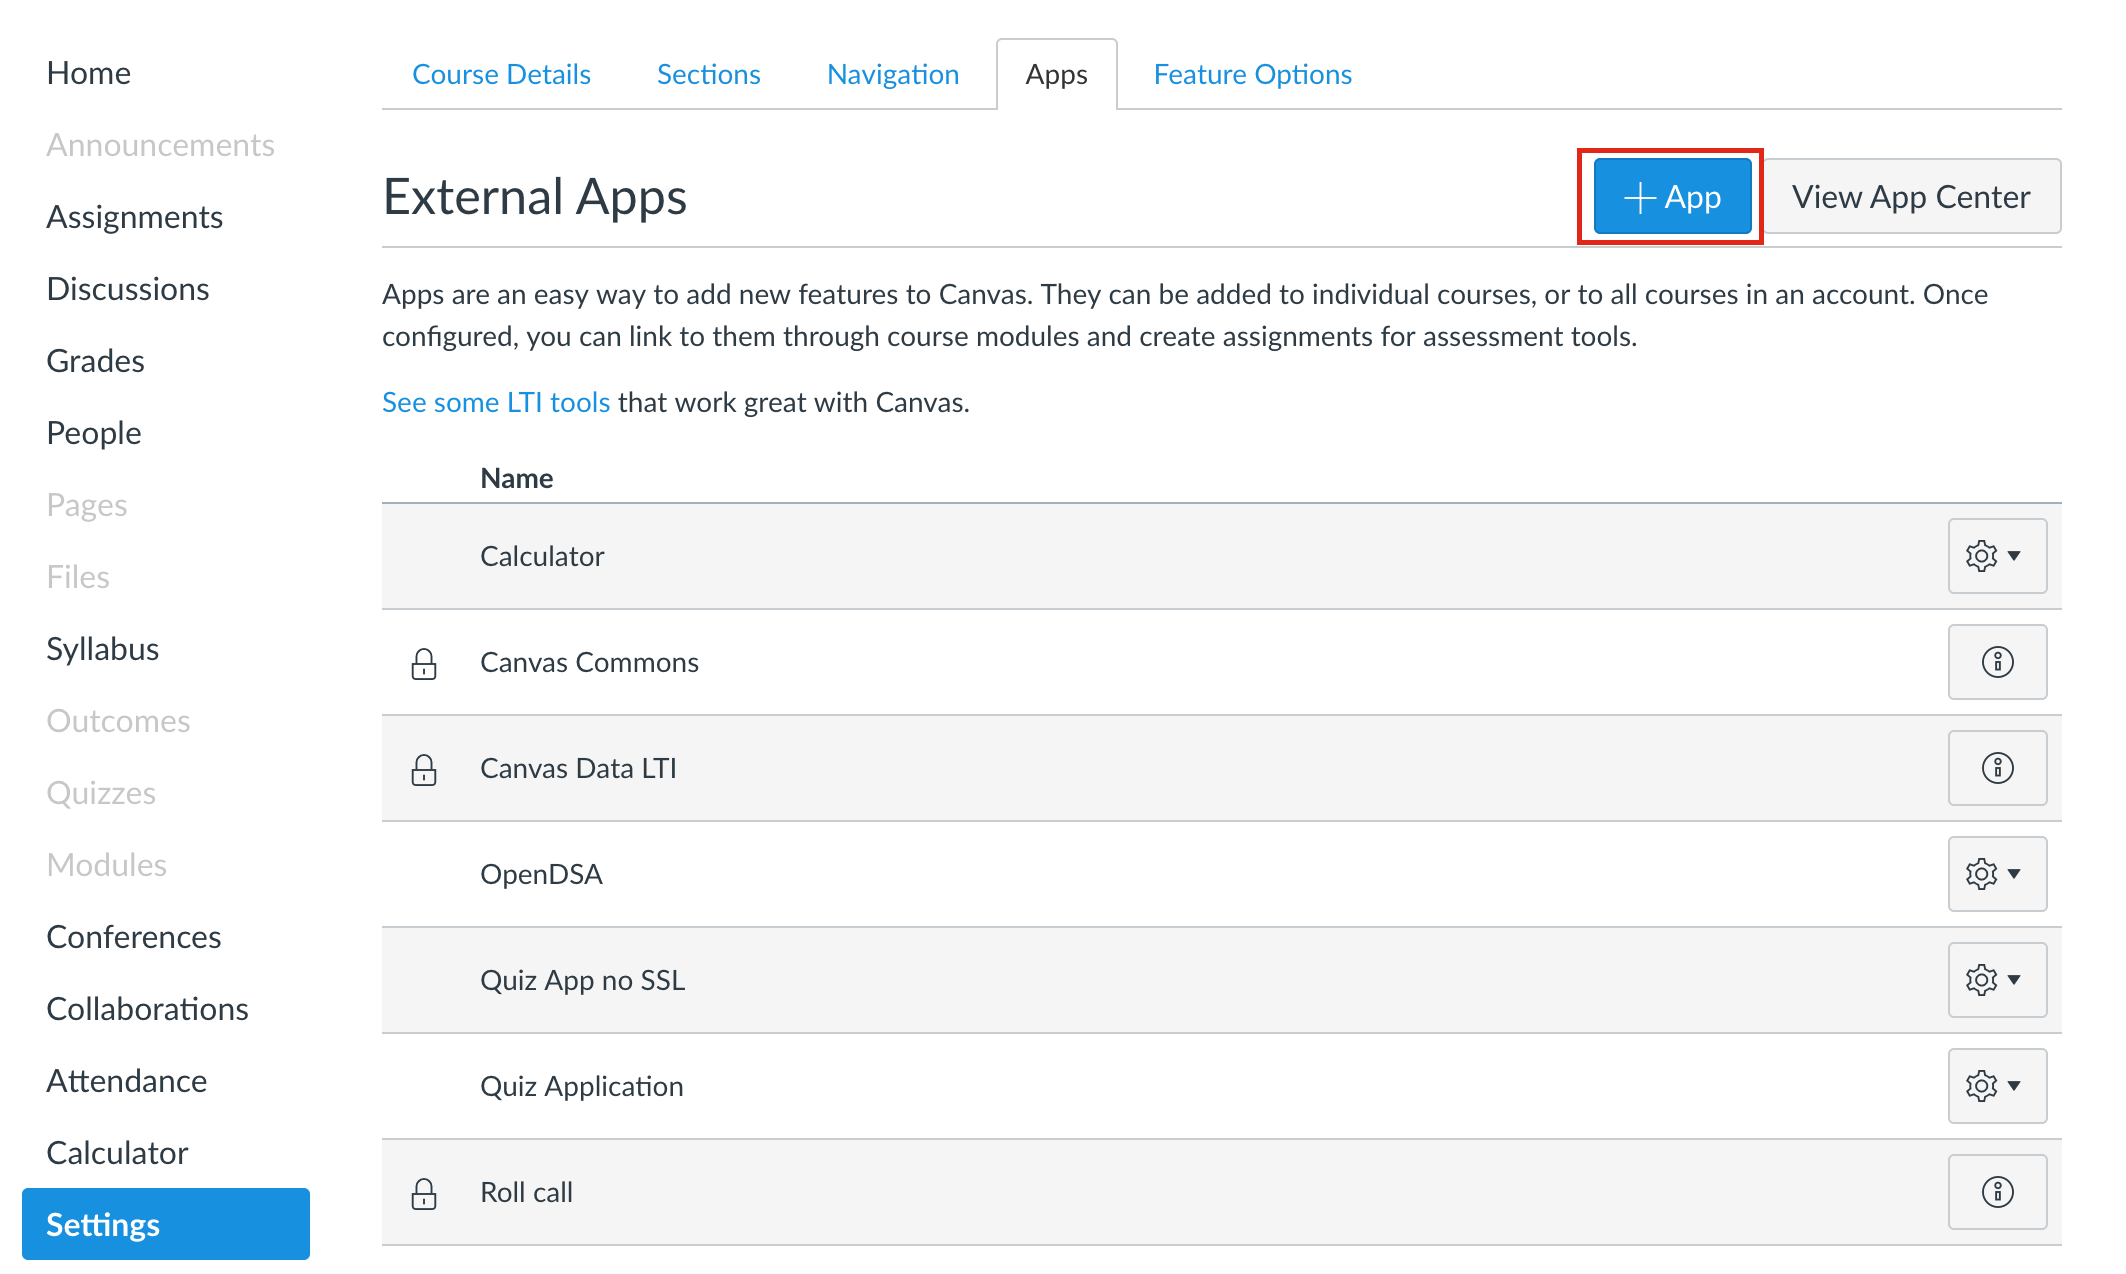 Home
Announcements
Assignments
Discussions
Grades
People
Pages
Files
Syllabus
Outcomes
Quizzes
Modules
Conferences
Collaborations
Attendance
Calculator
Settings
Course Details Sections Navigation Apps Feature Options
External Apps
+ App View App Center
Apps are an easy way to add new features to Canvas. They can be added to individual courses, or to all courses in an account. Once
configured, you can link to them through course modules and create assignments for assessment tools.
See some LTI tools that work great with Canvas.
Name
Calculator
Canvas Commons
Canvas Data LTI
OpenDSA
Quiz App no SSL
Quiz Application
Roll call